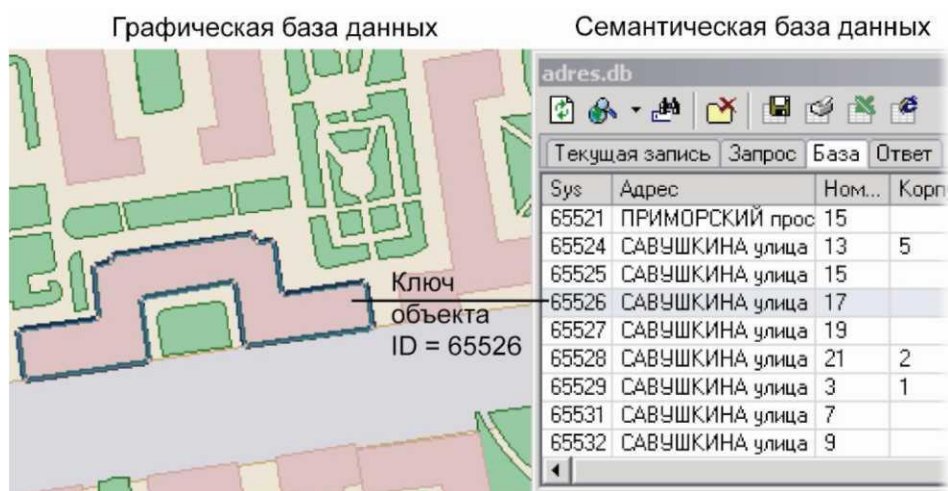 Графическая база данных
Семантическая база данных
adres.db
Текущая запись Запрос База Ответ
Sys Адрес Ном... Корп
65521 ПРИМОРСКИЙ прос 15
65524 САВУШКИНА улица 13 5
65525 САВУШКИНА улица 15
65526 САВУШКИНА улица 17
65527 САВУШКИНА улица 19
65528 САВУШКИНА улица 21 2
65529 САВУШКИНА улица 3 1
65531 САВУШКИНА улица 7
65532 САВУШКИНА улица 9
Ключ
объекта
ID = 65526